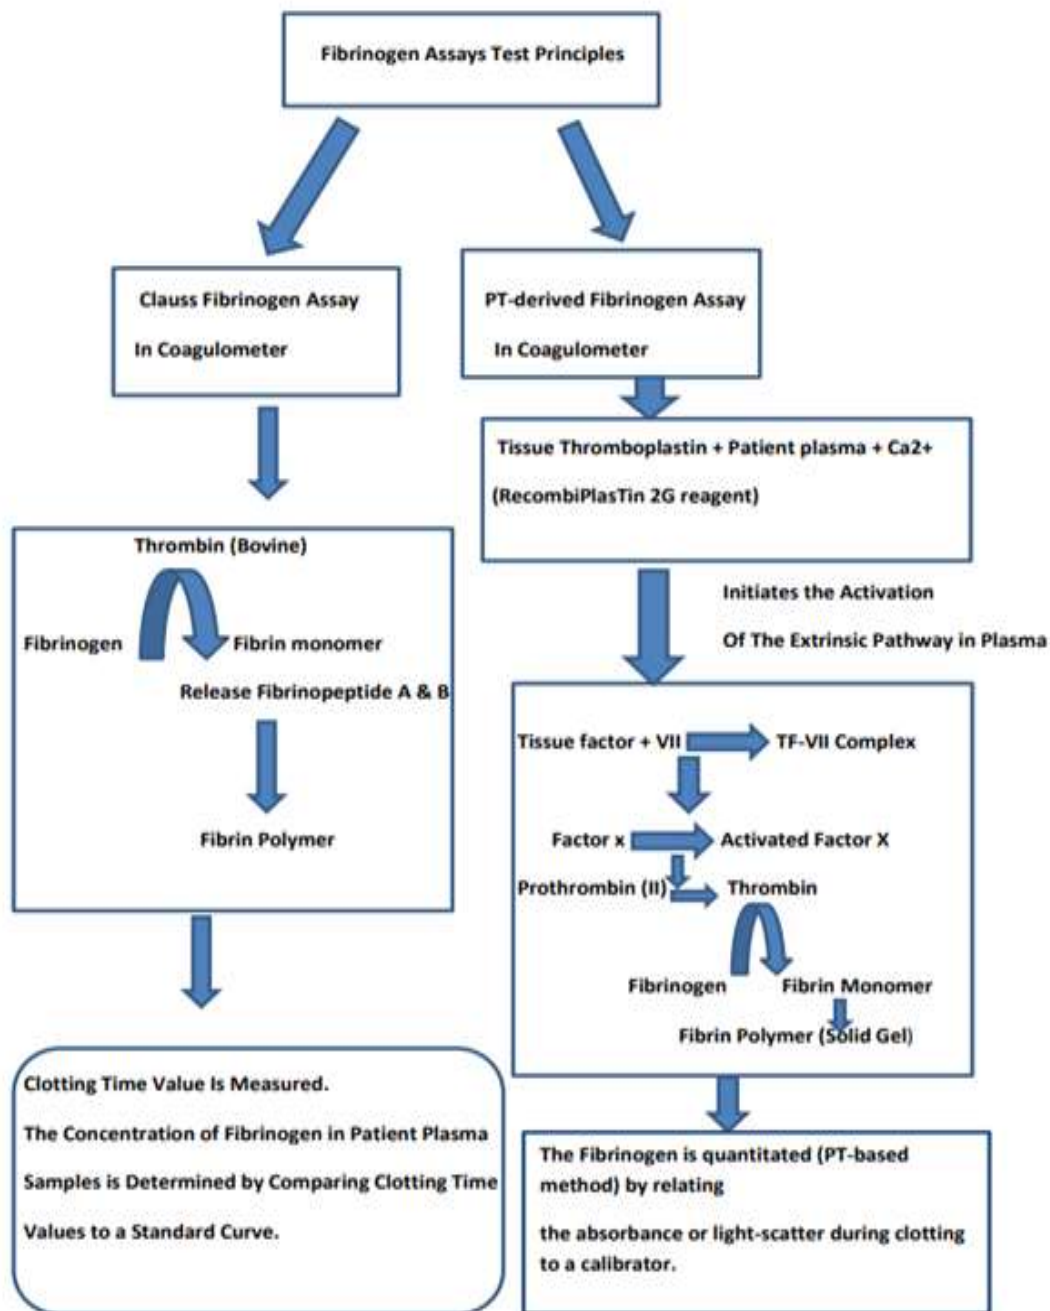 Fibrinogen Assays Test Principles
Clauss Fibrinogen Assay
In Coagulometer
PT-derived Fibrinogen Assay
In Coagulometer
Thrombin (Bovine)
Fibrinogen
Fibrin monomer
Release Fibrinopeptide A & B
Fibrin Polymer
Clotting Time Value Is Measured.
The Concentration of Fibrinogen in Patient Plasma
Samples is Determined by Comparing Clotting Time
Values to a Standard Curve.
Tissue Thromboplastin + Patient plasma + Ca2+
(RecombiPlasTin 2G reagent)
Initiates the Activation
Of The Extrinsic Pathway in Plasma
Tissue factor + VII
TF-VII Complex
Factor x
Activated Factor X
Prothrombin (II)
Thrombin
Fibrinogen
Fibrin Monomer
Fibrin Polymer (Solid Gel)
The Fibrinogen is quantitated (PT-based
method) by relating
the absorbance or light-scatter during clotting
to a calibrator.